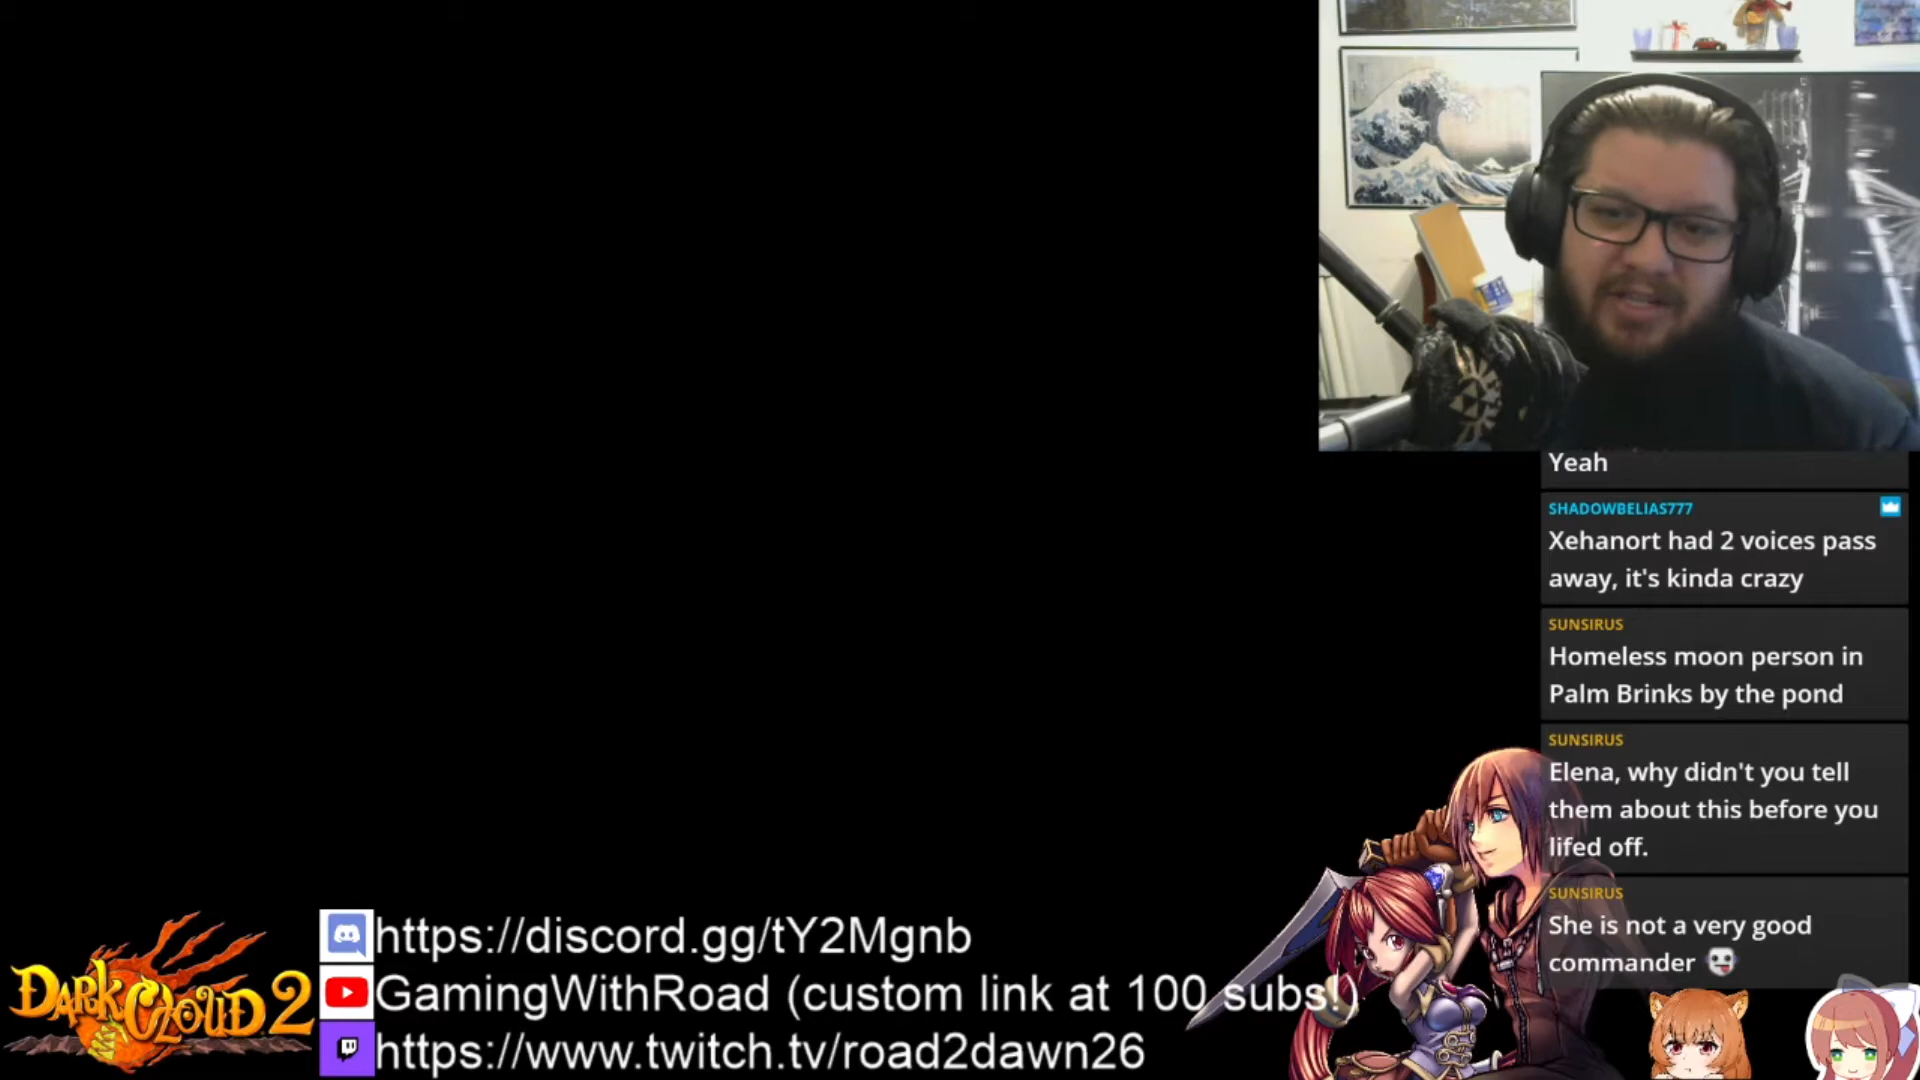 Yeah
SHADOWBELIAS777
Xehanort had 2 voices pass
away, it's kinda crazy
SUNSIRUS
Homeless moon person in
Palm Brinks by the pond
SUNSIRUS
Elena, why didn't you tell
them about this before you
lifed off.
SUNSIRUS
She is not a very good
commander
DARK CLOUD 2
https://discord.gg/tY2Mgnb
GamingWithRoad (custom link at 100 subs!)
https://www.twitch.tv/road2dawn26